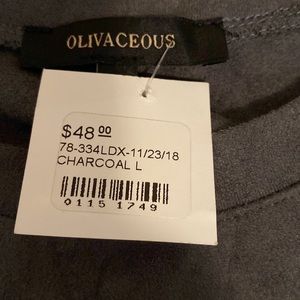 OLIVACEOUS
$48 00
78-334LDX-11/23/18
CHARCOAL L
0115 1749